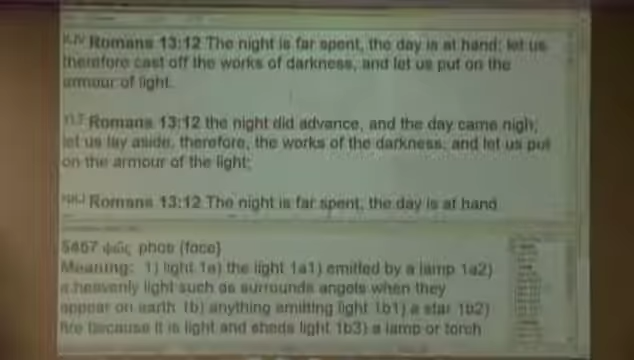 KJV Romans 13:12 The night is far spent, the day is at hand: let us
therefore cast off the works of darkness, and let us put on the
armour of light.
YLT Romans 13:12 the night did advance, and the day came nigh;
let us lay aside, therefore, the works of the darkness, and let us put
on the armour of the light;
Romans 13:12 The night is far spent, the day is at hand
5457 φῶς phos {foce}
Meaning: 1) light 1a) the light 1a1) emitted by a lamp 1a2)
a heavenly light such as surrounds angels when they
appear on earth 1b) anything emitting light 1b1) a star 1b2)
fire because it is light and sheds light 1b3) a lamp or torch